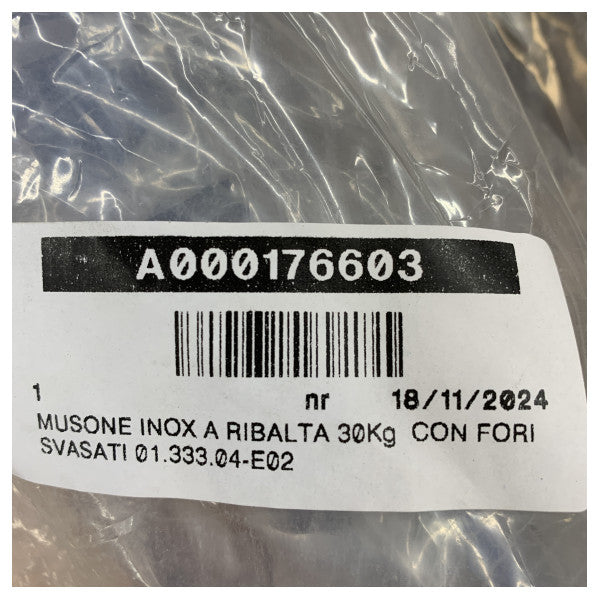 A000176603
1 nr 18/11/2024
MUSONE INOX A RIBALTA 30Kg CON FORI
SVASATI 01.333.04-E02